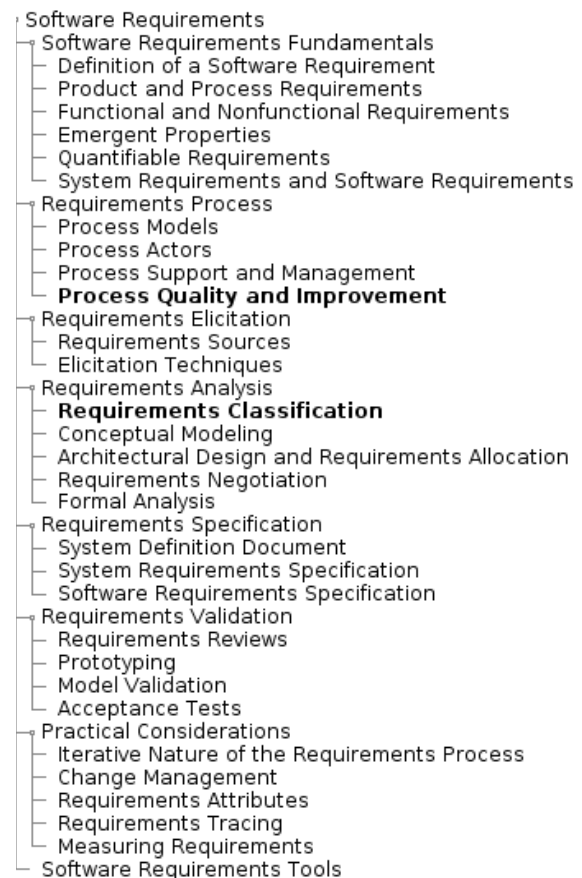 Software Requirements
Software Requirements Fundamentals
Definition of a Software Requirement
Product and Process Requirements
Functional and Nonfunctional Requirements
Emergent Properties
Quantifiable Requirements
System Requirements and Software Requirements
Requirements Process
Process Models
Process Actors
Process Support and Management
Process Quality and Improvement
Requirements Elicitation
Requirements Sources
Elicitation Techniques
Requirements Analysis
Requirements Classification
Conceptual Modeling
Architectural Design and Requirements Allocation
Requirements Negotiation
Formal Analysis
Requirements Specification
System Definition Document
System Requirements Specification
Software Requirements Specification
Requirements Validation
Requirements Reviews
Prototyping
Model Validation
Acceptance Tests
Practical Considerations
Iterative Nature of the Requirements Process
Change Management
Requirements Attributes
Requirements Tracing
Measuring Requirements
Software Requirements Tools